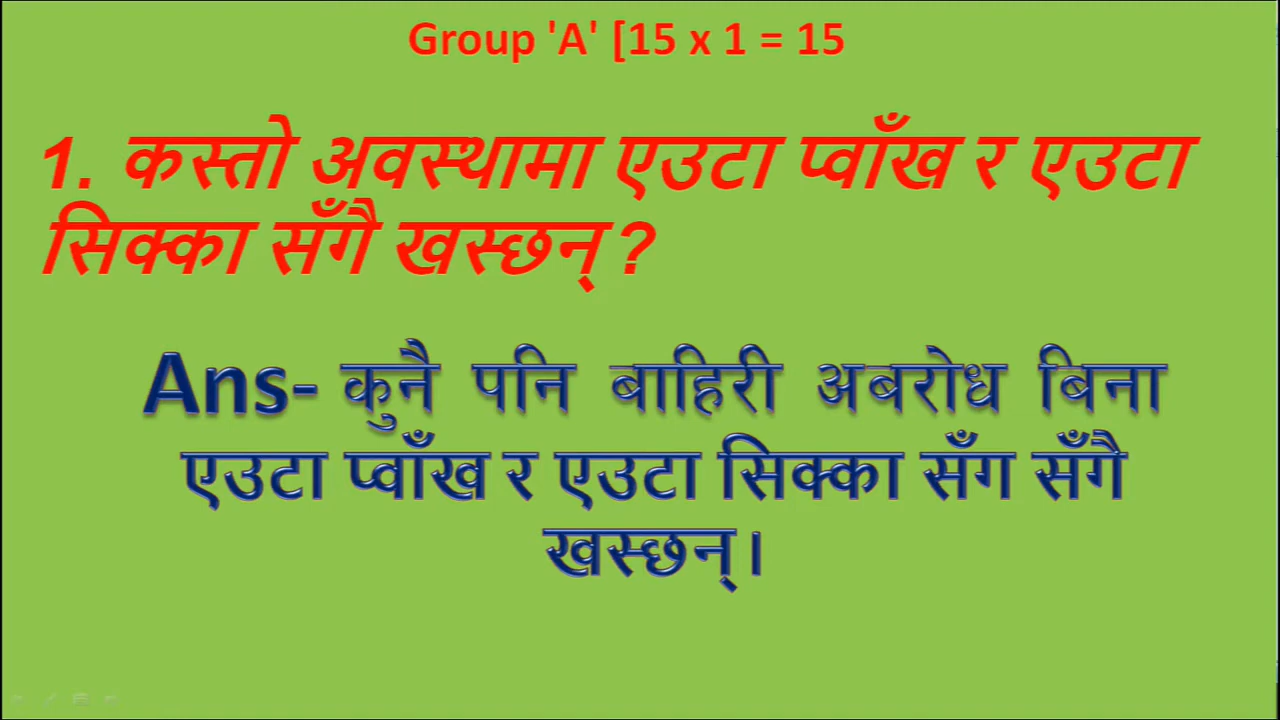 Group 'A' [15 x 1 = 15
1. कस्तो अवस्थामा एउटा प्वाँख र एउटा
सिक्का सँगै खस्छन् ?
Ans- कुनै पनि बाहिरी अबरोध बिना
एउटा प्वाँख र एउटा सिक्का सँग सँगै
खस्छन्।